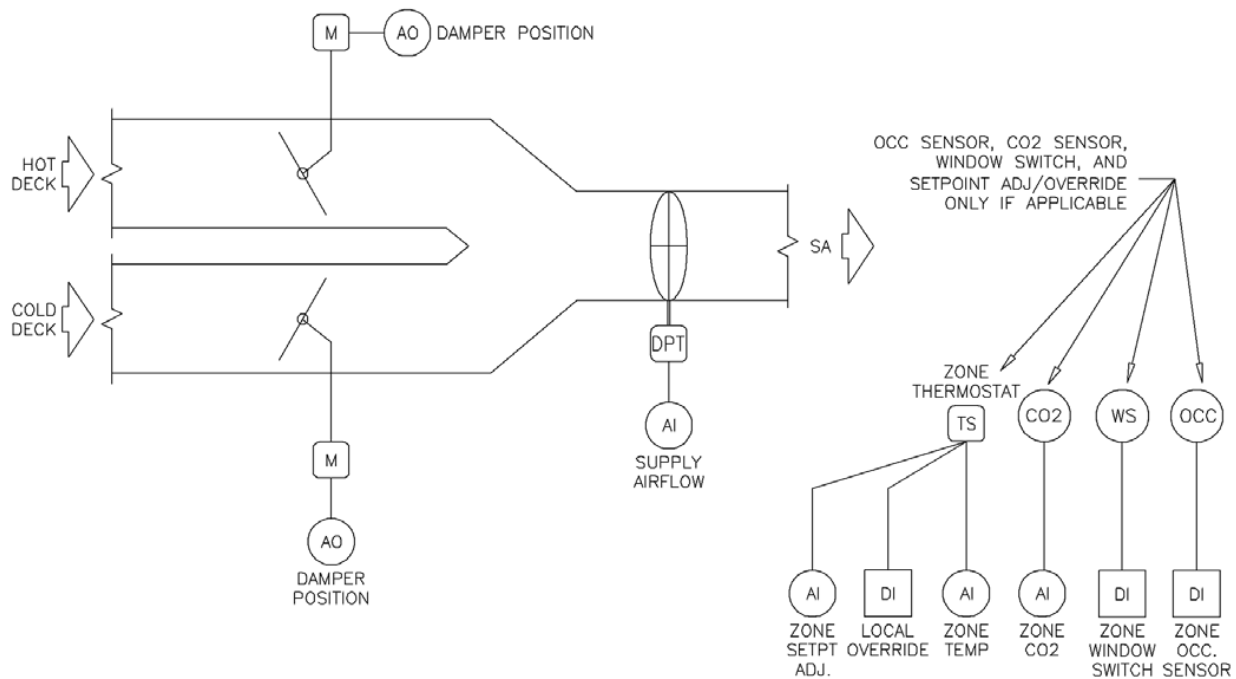 M
AO
DAMPER POSITION
HOT
DECK
COLD
DECK
SA
DPT
AI
SUPPLY
AIRFLOW
M
AO
DAMPER
POSITION
OCC SENSOR, CO2 SENSOR,
WINDOW SWITCH, AND
SETPOINT ADJ/OVERRIDE
ONLY IF APPLICABLE
ZONE
THERMOSTAT
TS
CO2
WS
OCC
AI
DI
AI
AI
DI
DI
ZONE
SETPT
ADJ.
LOCAL
OVERRIDE
ZONE
TEMP
ZONE
CO2
ZONE
WINDOW
SWITCH
ZONE
OCC.
SENSOR